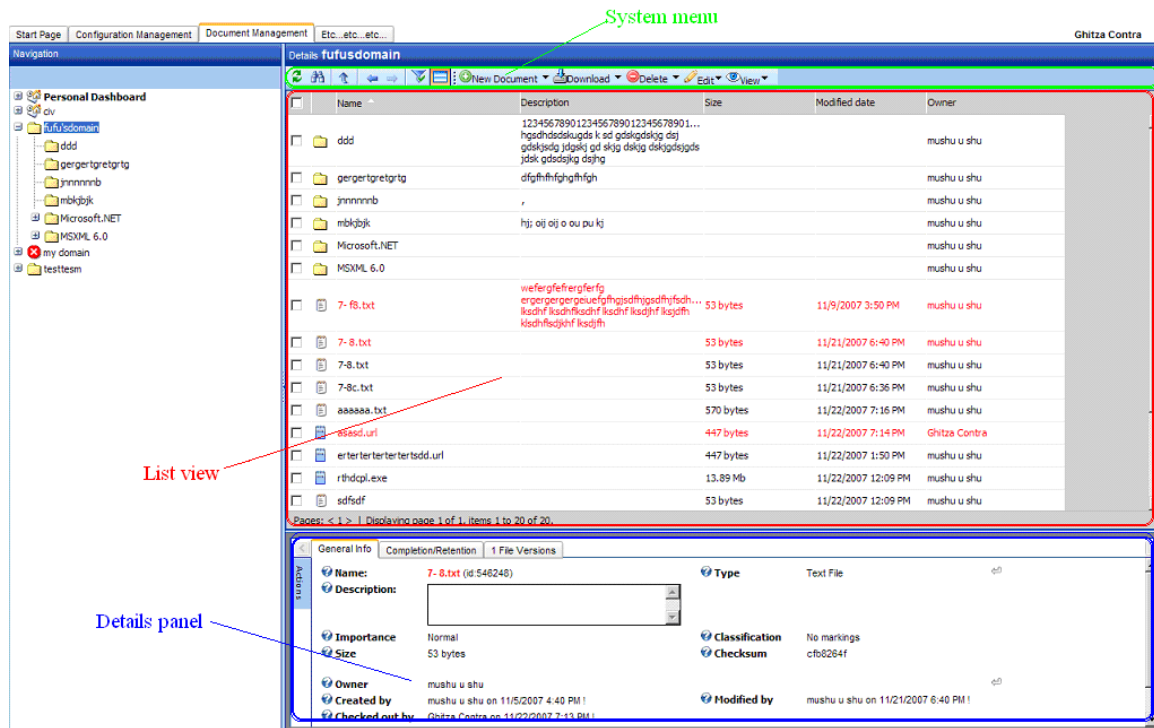 System menu
Start Page Configuration Management Document Management Etc...etc...etc... Ghitza Contra
Navigation Details fufusdomain
New Document Download Delete Edit View
Personal Dashboard
civ
fufu'sdomain
ddd
gergertgretgrtg
jnnnnnnb
mbkjbjk
Microsoft.NET
MSXML 6.0
my domain
testtesm
Name Description Size Modified date Owner
ddd 1234567890123456789012345678901... mushu u shu
hgsdhdsdskugds k sd gdskgdskjg dsj
gdskjsdg jdgskj gd skjg dskjg dskjgdsjgds
jdsk gdsdsjkg dsjhg
gergertgretgrtg dfgfhfhfghgfhfgh mushu u shu
jnnnnnnb , mushu u shu
mbkjbjk hj; oij oij o ou pu kj mushu u shu
Microsoft.NET mushu u shu
MSXML 6.0 mushu u shu
wefergfefrergferfg
7- f8.txt 53 bytes 11/9/2007 3:50 PM mushu u shu
7- 8.txt 53 bytes 11/21/2007 6:40 PM mushu u shu
7-8.txt 53 bytes 11/21/2007 6:40 PM mushu u shu
7-8c.txt 53 bytes 11/21/2007 6:36 PM mushu u shu
aaaaaa.txt 570 bytes 11/22/2007 7:16 PM mushu u shu
asasd.url 447 bytes 11/22/2007 7:14 PM Ghitza Contra
erterterterterter​tsdd.url 447 bytes 11/22/2007 1:50 PM mushu u shu
rthdcpl.exe 13.89 Mb 11/22/2007 12:09 PM mushu u shu
sdfsdf 53 bytes 11/22/2007 12:09 PM mushu u shu
Pages: < 1 > | Displaying page 1 of 1, items 1 to 20 of 20.
List view
General Info Completion/Retention 1 File Versions
Actions
Name: 7- 8.txt (id:546248) Type Text File
Description:
Importance Normal Classification No markings
Size 53 bytes Checksum cfb8264f
Owner mushu u shu
Created by mushu u shu on 11/5/2007 4:40 PM ! Modified by mushu u shu on 11/21/2007 6:40 PM !
Checked out by Ghitza Contra on 11/22/2007 7:13 PM !
Details panel